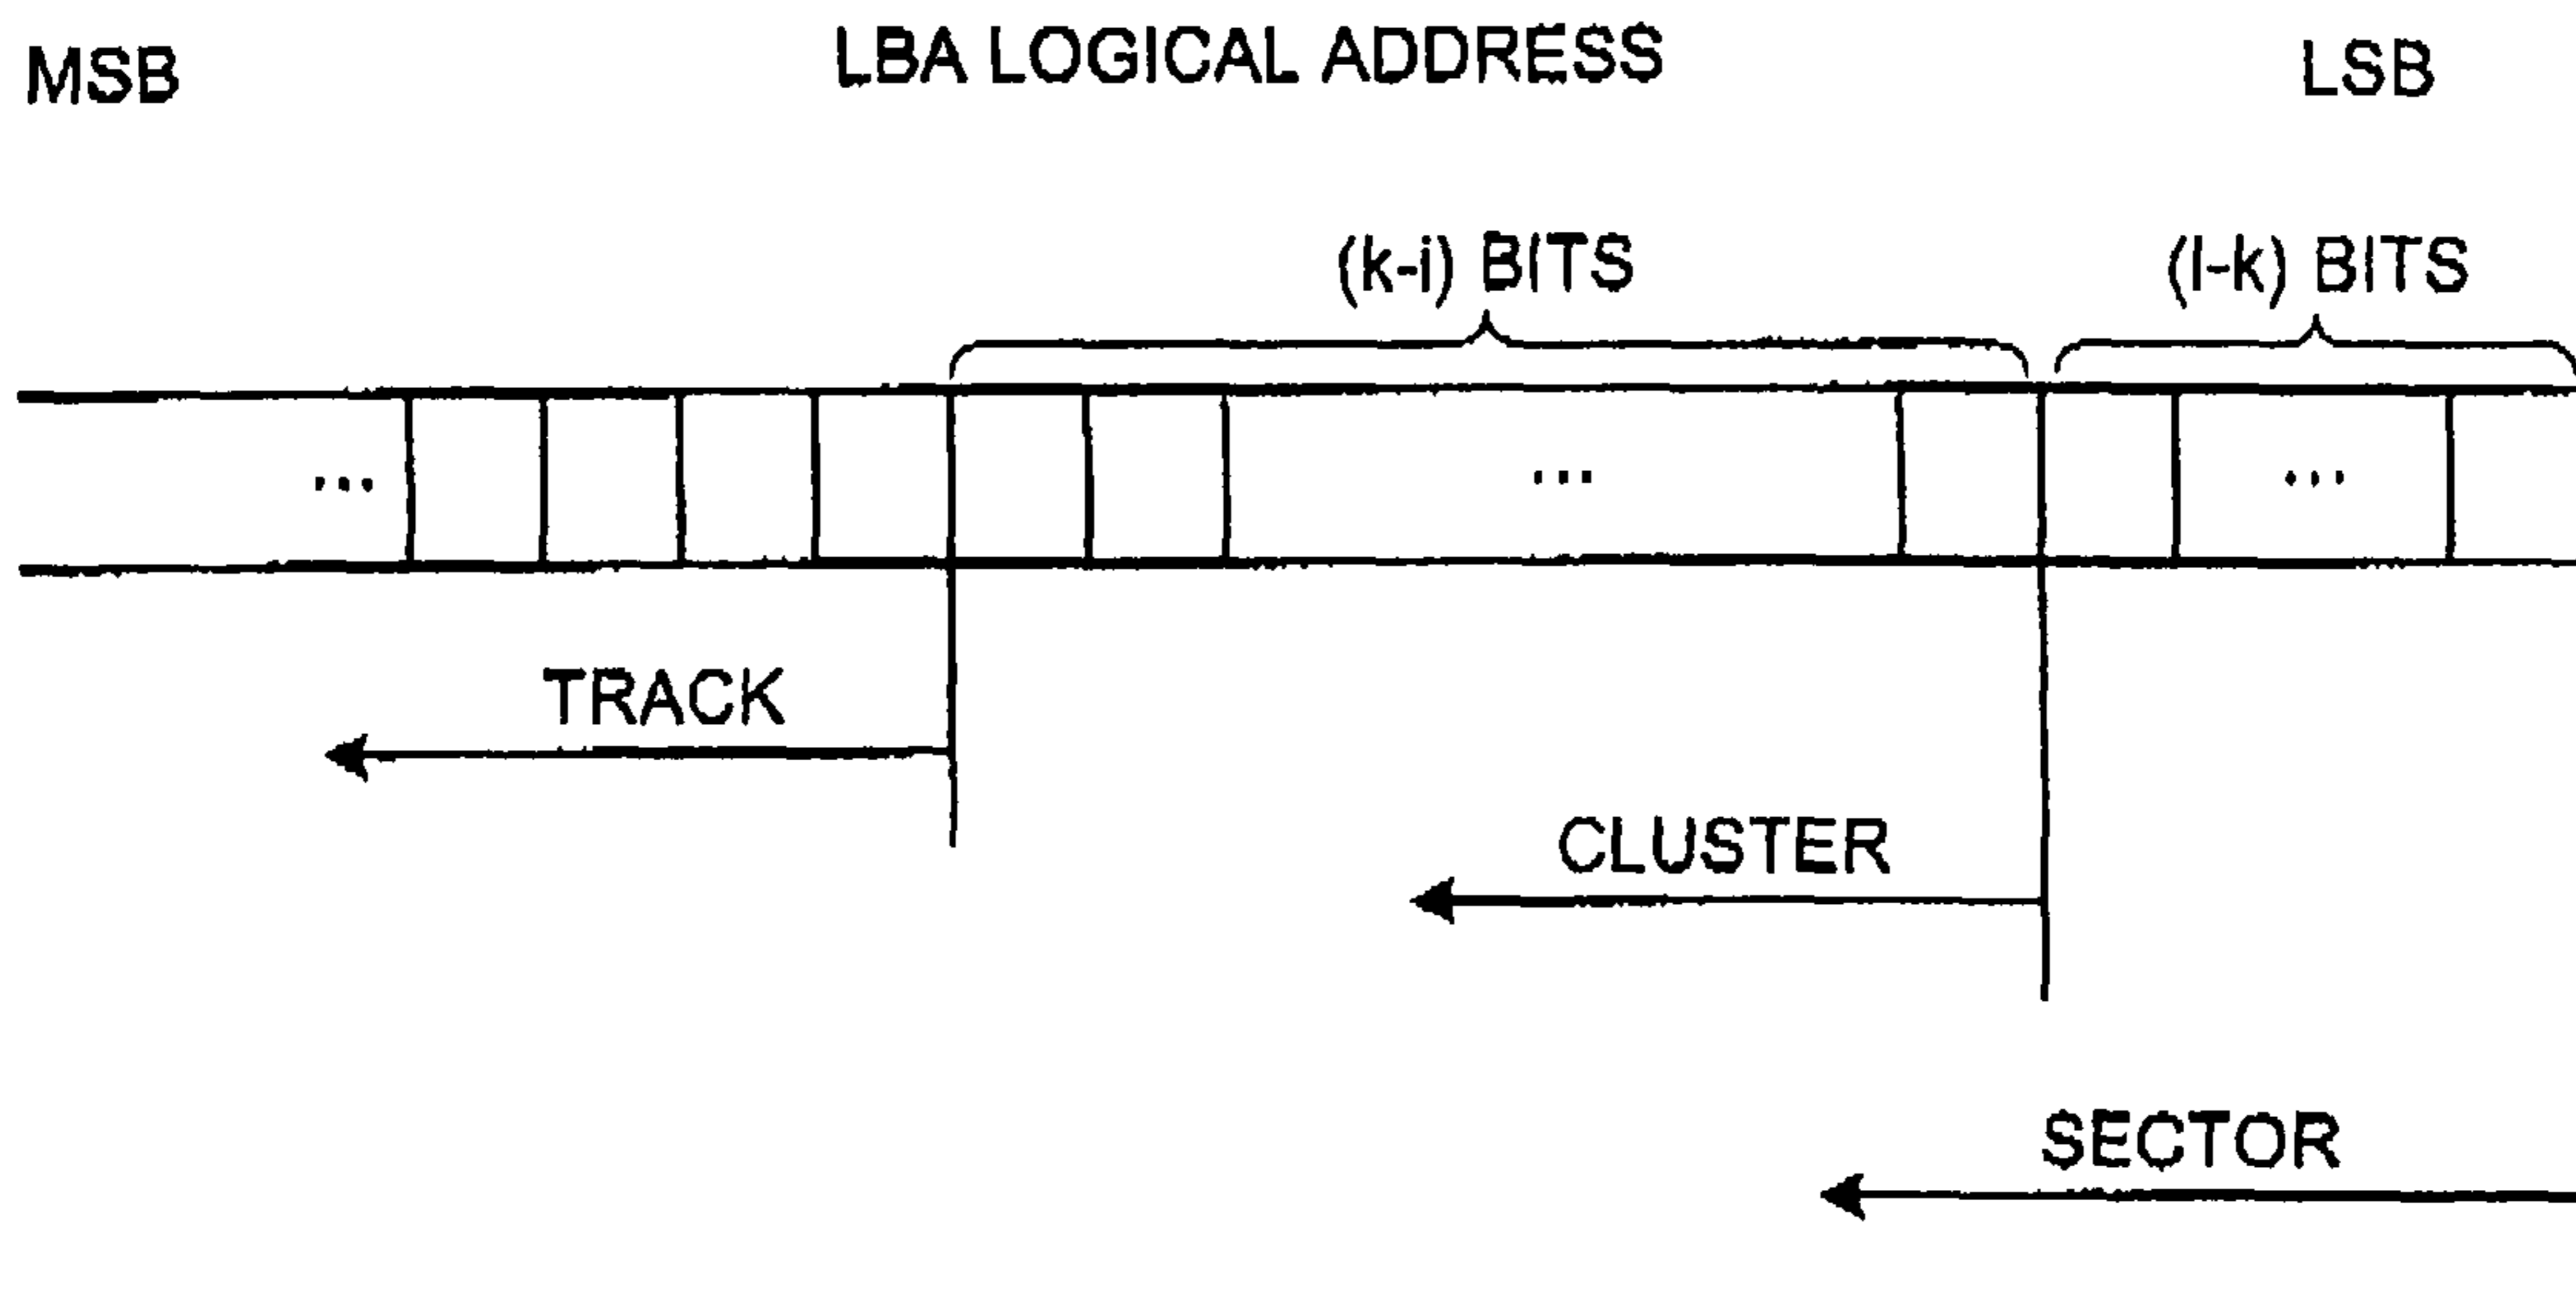 MSB LBA LOGICAL ADDRESS LSB
(k-i) BITS (l-k) BITS
... ... ...
TRACK
CLUSTER
SECTOR